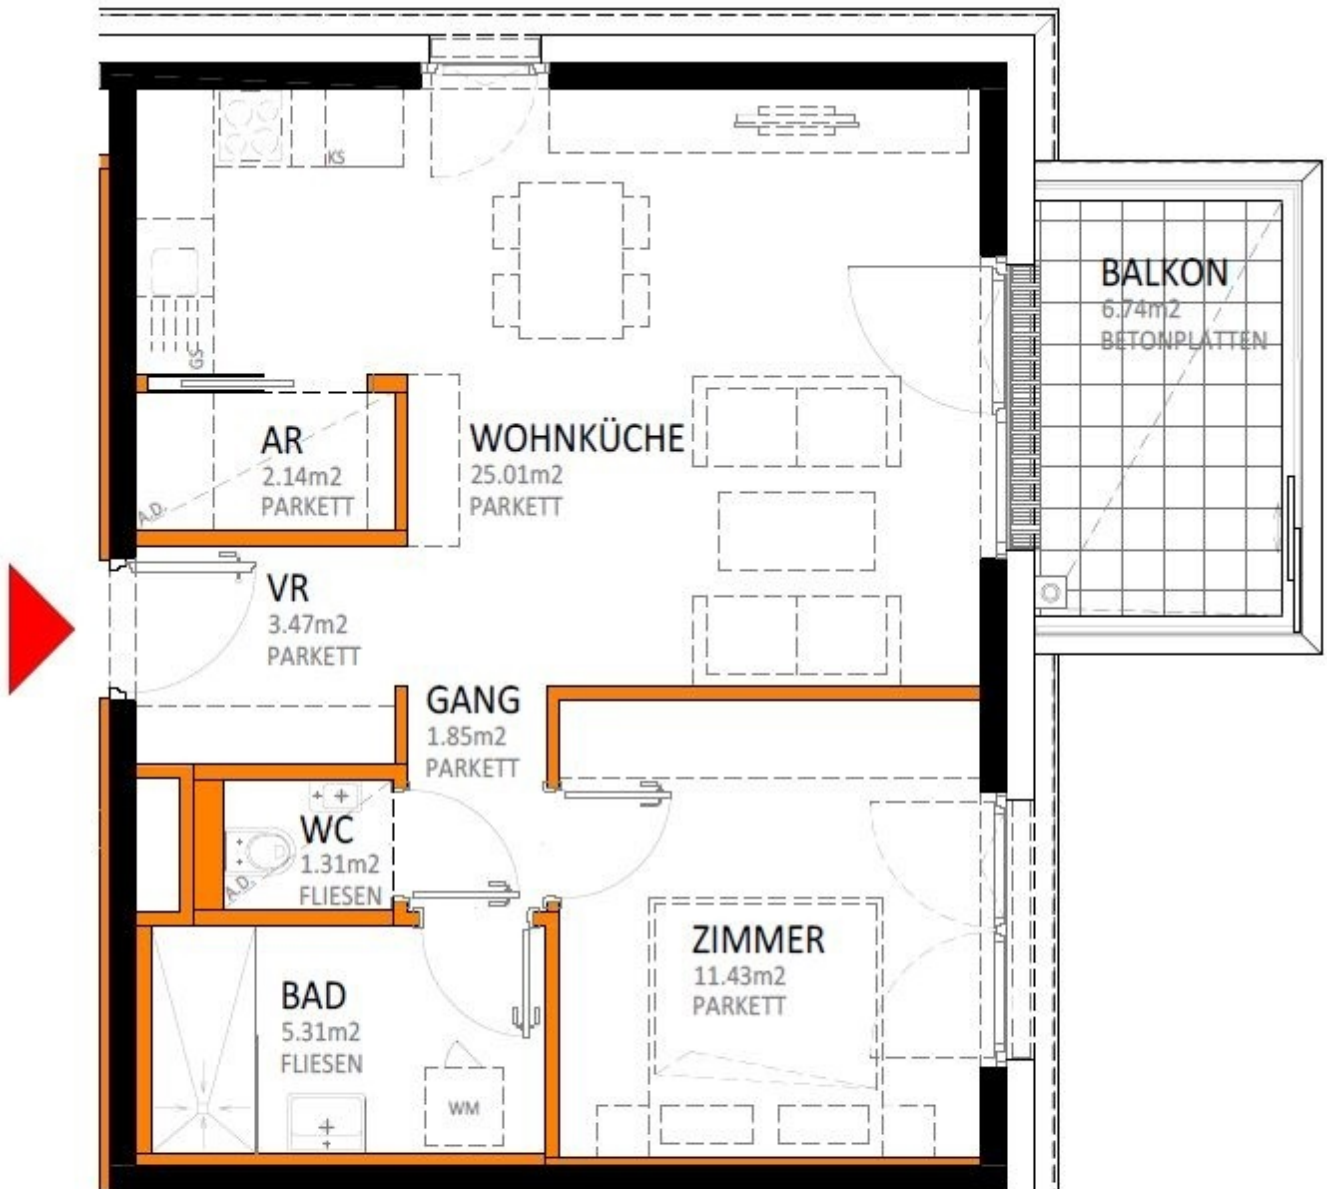 KS
BALKON
6.74m2
BETONPLATTEN
GS
AR
2.14m2
PARKETT
A.D.
WOHNKÜCHE
25.01m2
PARKETT
VR
3.47m2
PARKETT
GANG
1.85m2
PARKETT
WC
1.31m2
FLIESEN
A.D.
ZIMMER
11.43m2
PARKETT
BAD
5.31m2
FLIESEN
WM